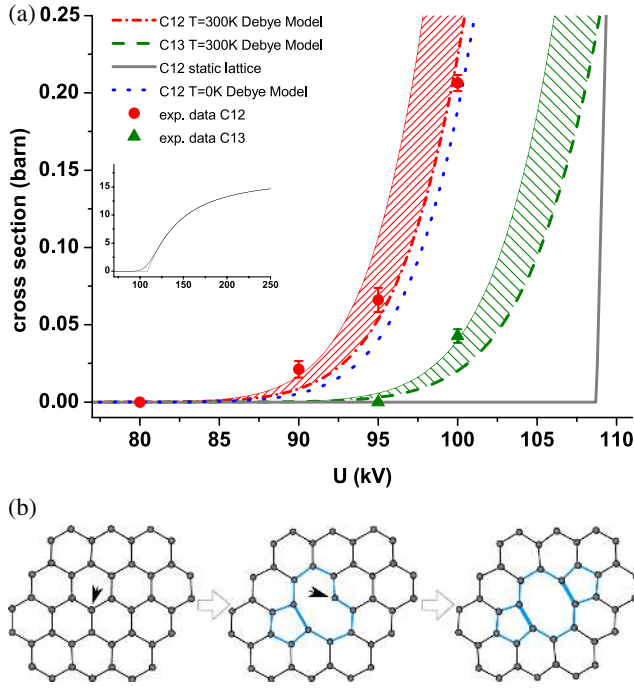 (a)
C12 T=300K Debye Model
C13 T=300K Debye Model
C12 static lattice
C12 T=0K Debye Model
exp. data C12
exp. data C13
0.20
0.15
0.10
0.05
0.00
cross section (barn)
15
10
5
0
100
150
200
250
80
85
90
95
100
105
110
U (kV)
(b)